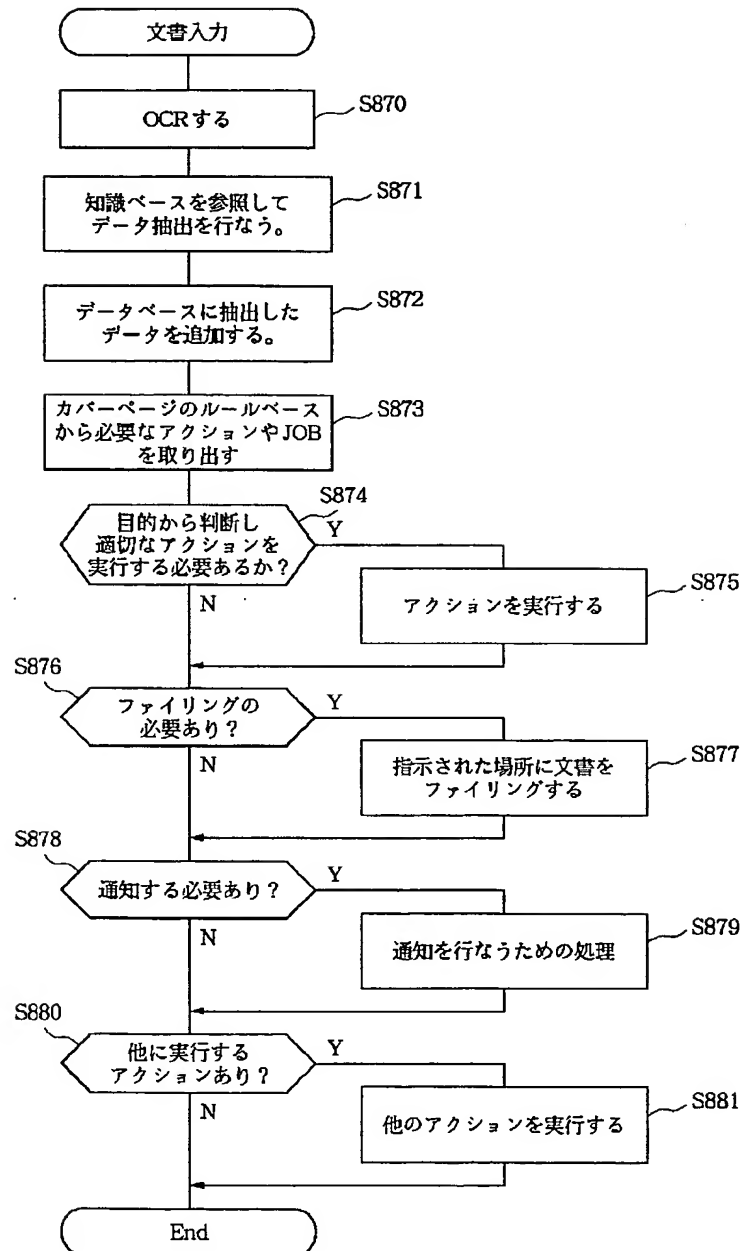 文書入力
OCRする
S870
知識ベースを参照して
データ抽出を行なう。
S871
データベースに抽出した
データを追加する。
S872
カバーページのルールベース
から必要なアクションやJOB
を取り出す
S873
S874
目的から判断し
適切なアクションを
実行する必要あるか?
Y
N
アクションを実行する
S875
S876
ファイリングの
必要あり?
Y
N
指示された場所に文書を
ファイリングする
S877
S878
通知する必要あり?
Y
N
通知を行なうための処理
S879
S880
他に実行する
アクションあり?
Y
N
他のアクションを実行する
S881
End